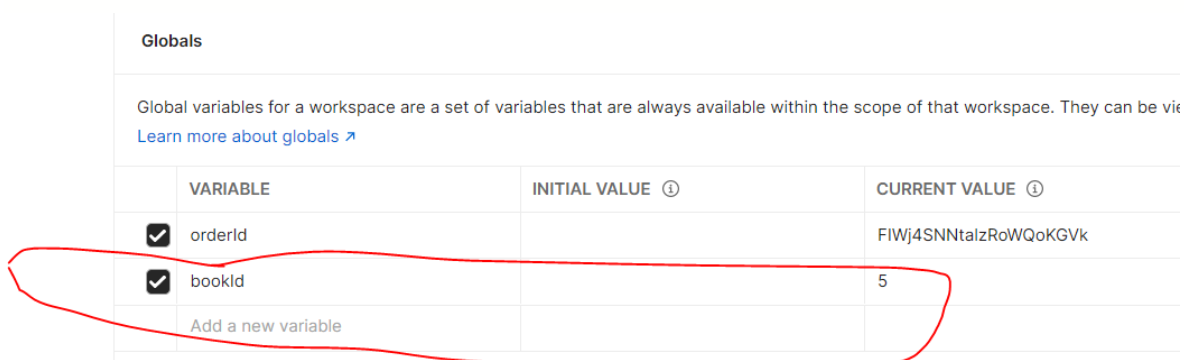 Globals
Global variables for a workspace are a set of variables that are always available within the scope of that workspace. They can be vie
Learn more about globals ↗
VARIABLE INITIAL VALUE CURRENT VALUE
orderId FIWj4SNNtaIzRoWQoKGVk
bookId 5
Add a new variable